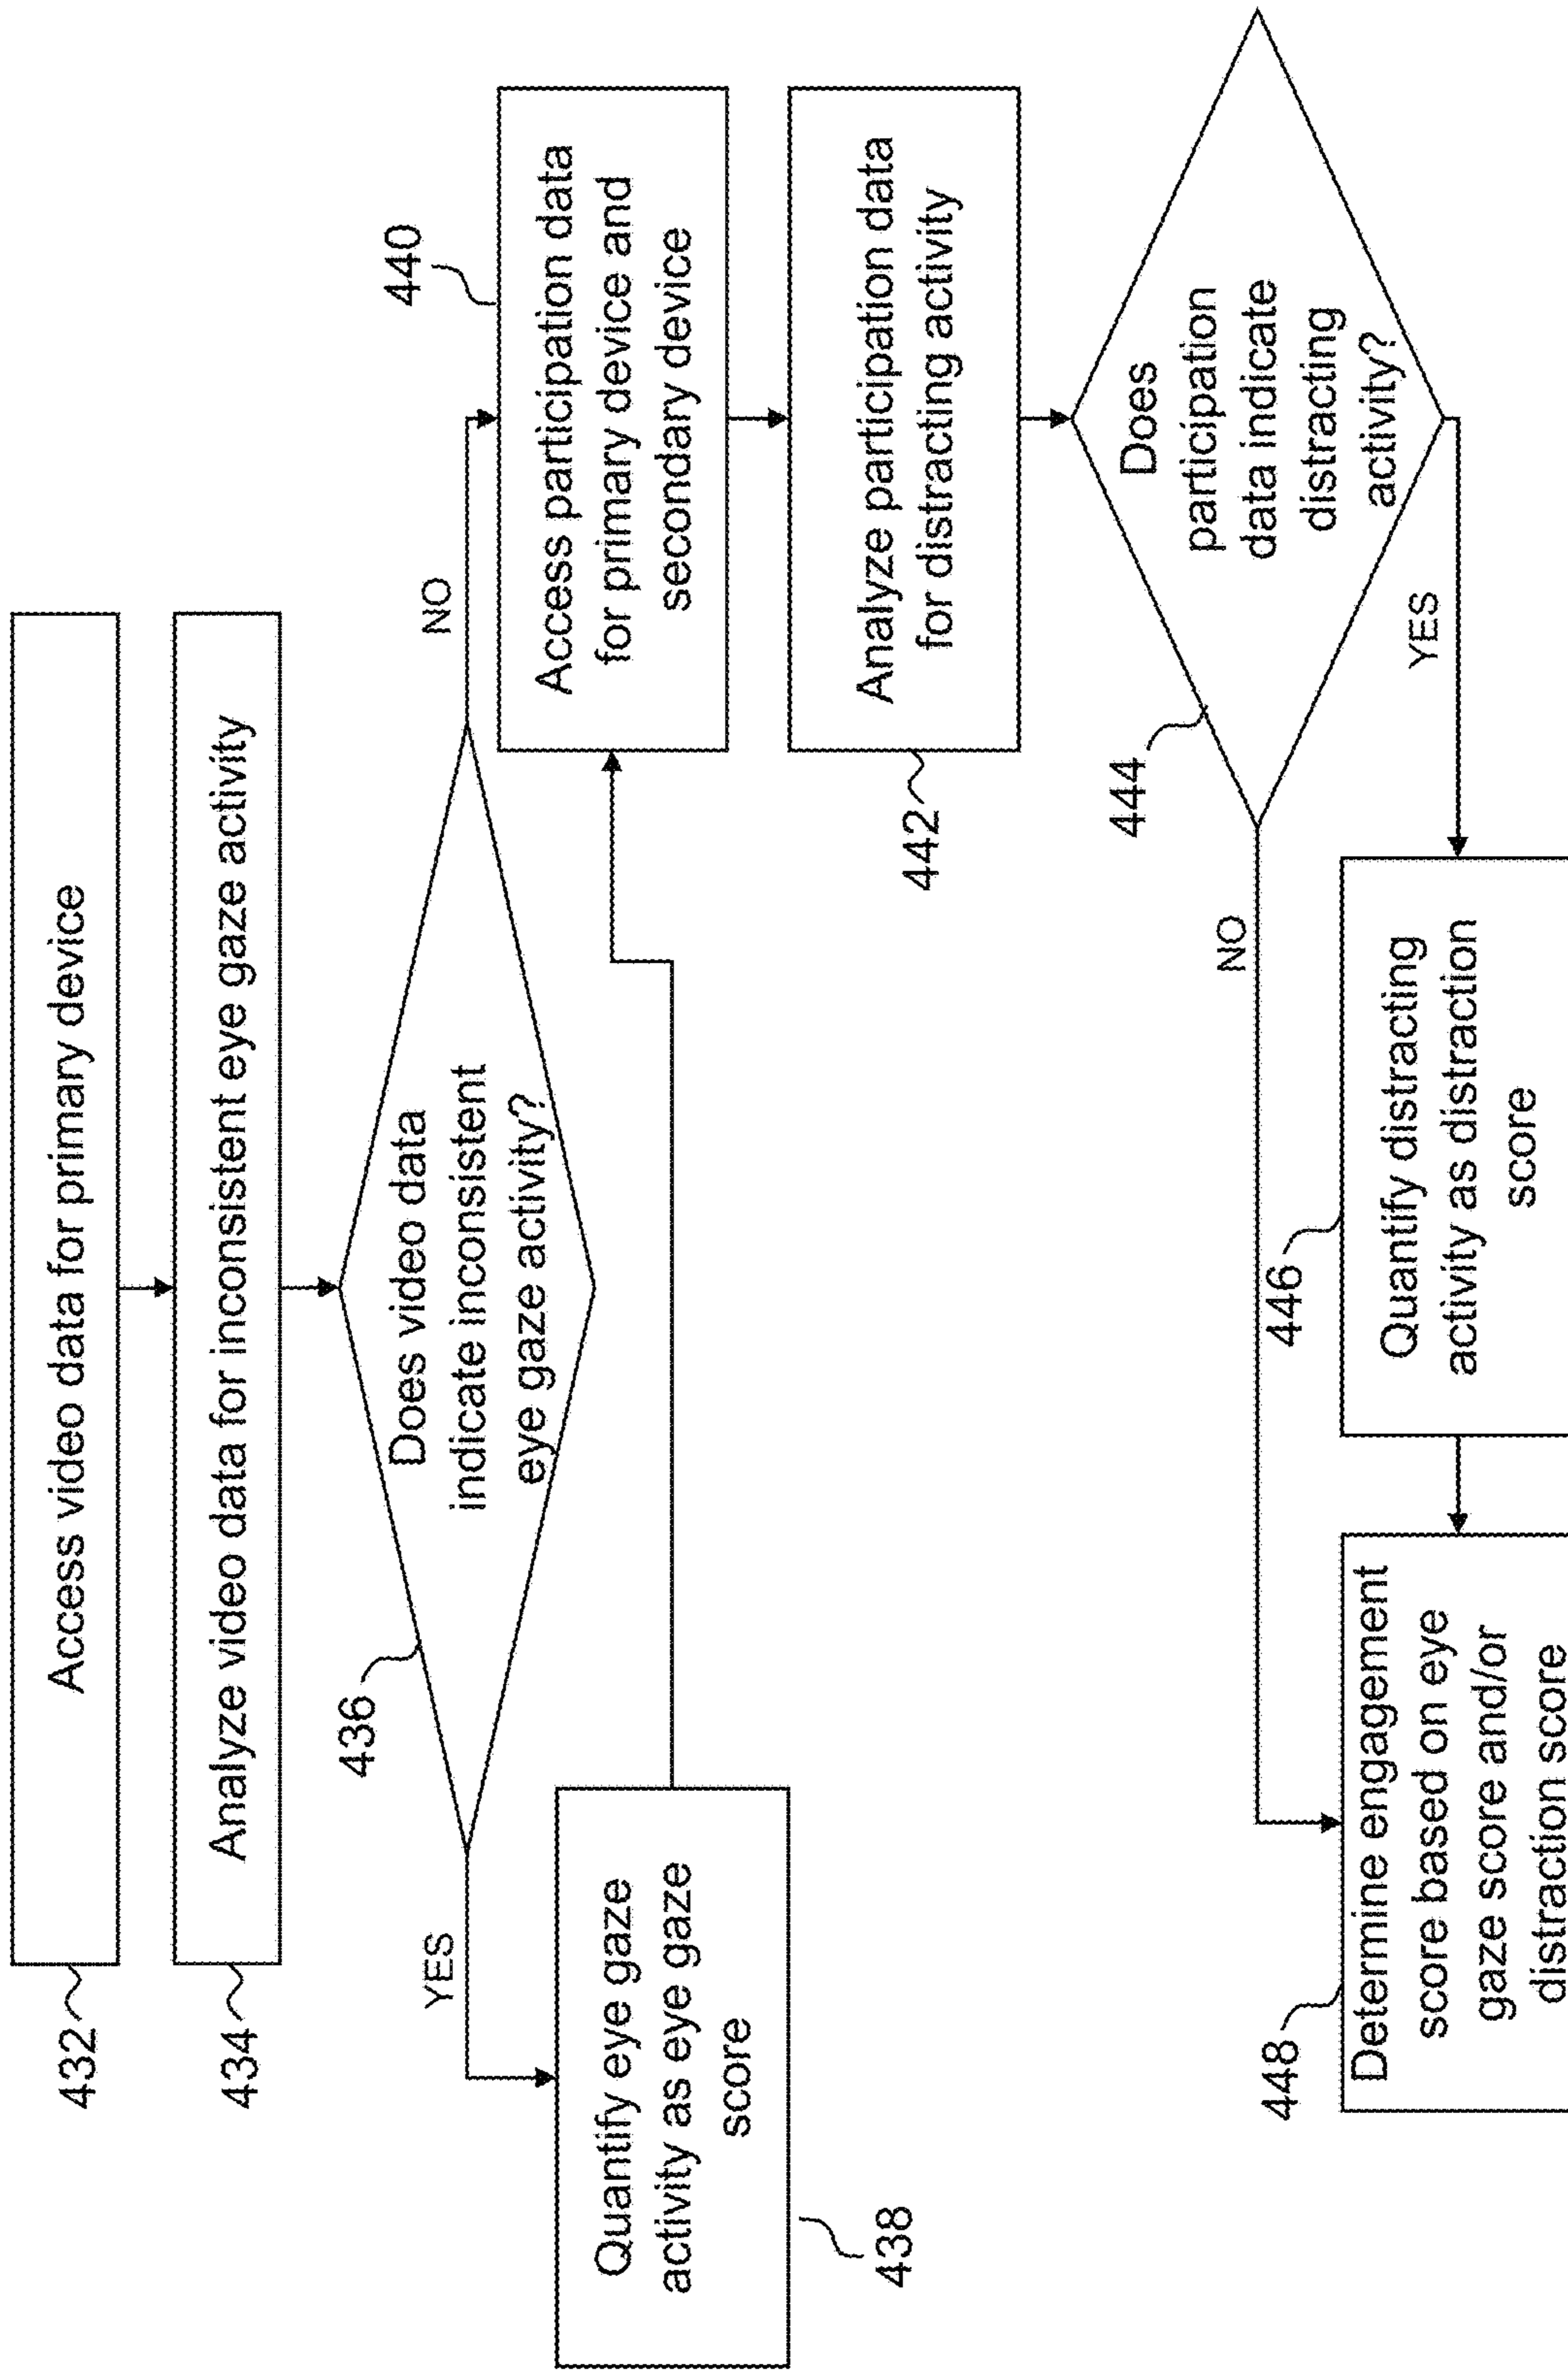 432
Access video data for primary device
434
Analyze video data for inconsistent eye gaze activity
436
Does video data
indicate inconsistent
eye gaze activity?
YES
NO
Quantify eye gaze
activity as eye gaze
score
438
440
Access participation data
for primary device and
secondary device
442
Analyze participation data
for distracting activity
444
Does
participation
data indicate
distracting
activity?
NO
YES
446
Quantify distracting
activity as distraction
score
448
Determine engagement
score based on eye
gaze score and/or
distraction score